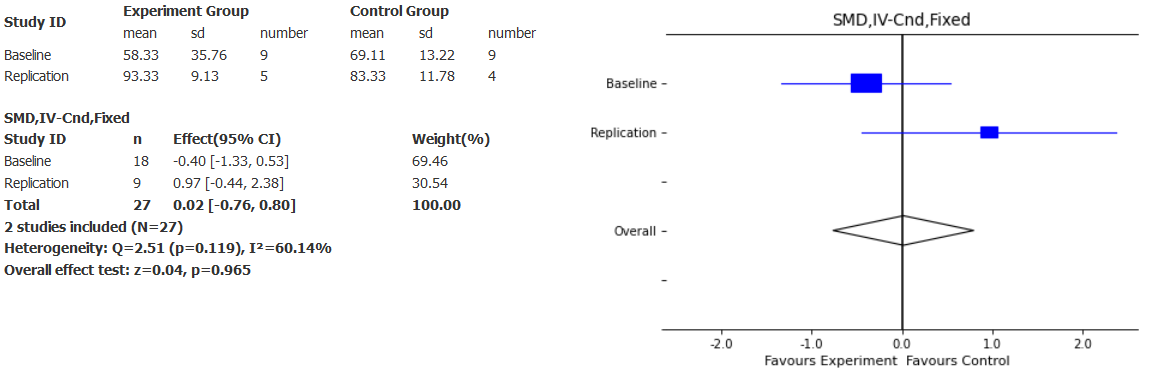 Study ID Experiment Group Control Group
mean sd number mean sd number
Baseline 58.33 35.76 9 69.11 13.22 9
Replication 93.33 9.13 5 83.33 11.78 4
SMD,IV-Cnd,Fixed
Study ID n Effect(95% CI) Weight(%)
Baseline 18 -0.40 [-1.33, 0.53] 69.46
Replication 9 0.97 [-0.44, 2.38] 30.54
Total 27 0.02 [-0.76, 0.80] 100.00
2 studies included (N=27)
Heterogeneity: Q=2.51 (p=0.119), I²=60.14%
Overall effect test: z=0.04, p=0.965
SMD,IV-Cnd,Fixed
Baseline
Replication
Overall
-2.0 -1.0 0.0 1.0 2.0
Favours Experiment Favours Control